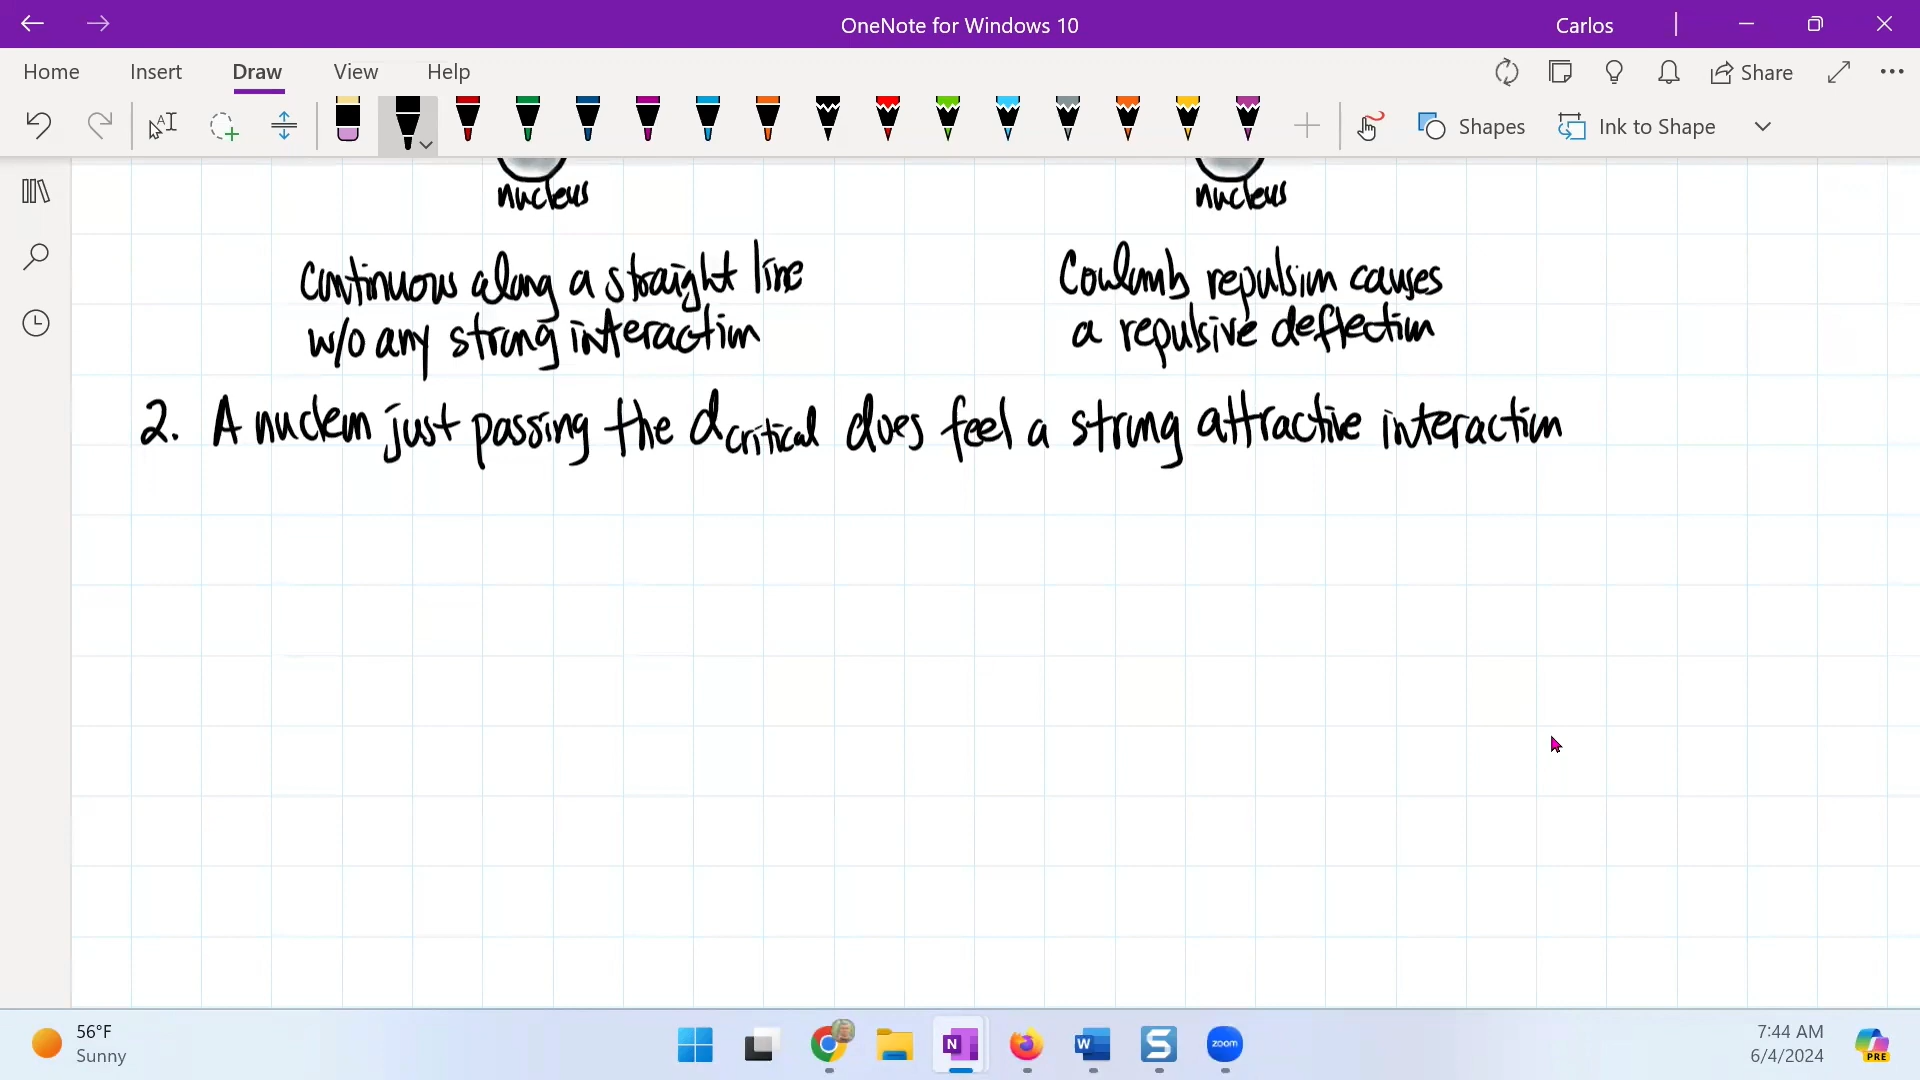 OneNote for Windows 10
Carlos
Home Insert Draw View Help
Share
Shapes
Ink to Shape
nucleus
nucleus
Continuous along a straight line
w/o any strong interaction
Coulomb repulsion causes
a repulsive deflection
2. A nucleon just passing the dcritical does feel a strong attractive interaction
56°F
Sunny
zoom
7:44 AM
6/4/2024
PRE